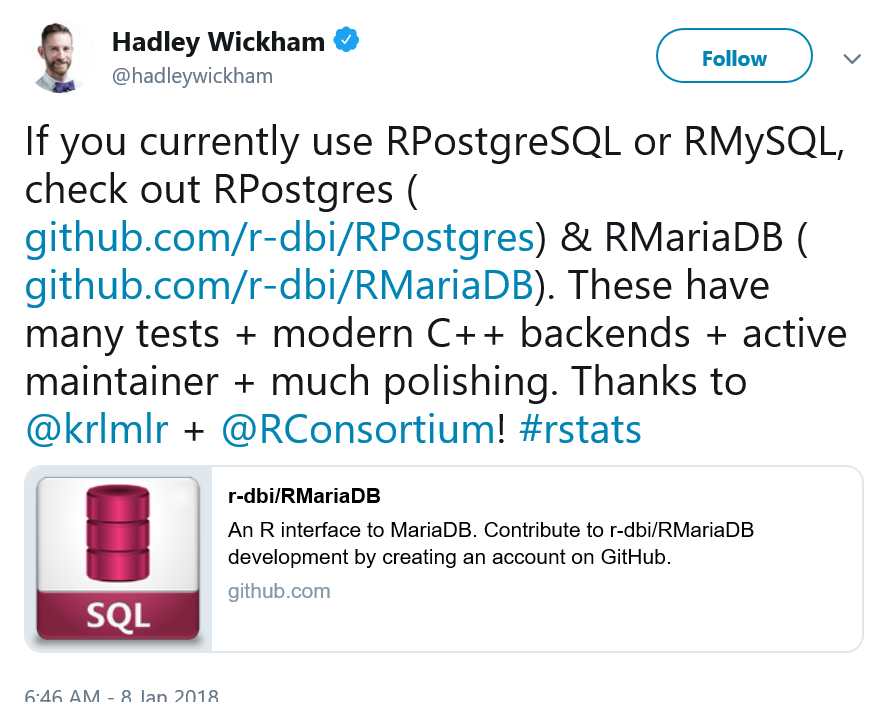 Hadley Wickham
@hadleywickham
Follow
If you currently use RPostgreSQL or RMySQL,
check out RPostgres (
github.com/r-dbi/RPostgres) & RMariaDB (
github.com/r-dbi/RMariaDB). These have
many tests + modern C++ backends + active
maintainer + much polishing. Thanks to
@krlmlr + @RConsortium! #rstats
SQL
r-dbi/RMariaDB
An R interface to MariaDB. Contribute to r-dbi/RMariaDB
development by creating an account on GitHub.
github.com
6:46 AM - 8 Jan 2018